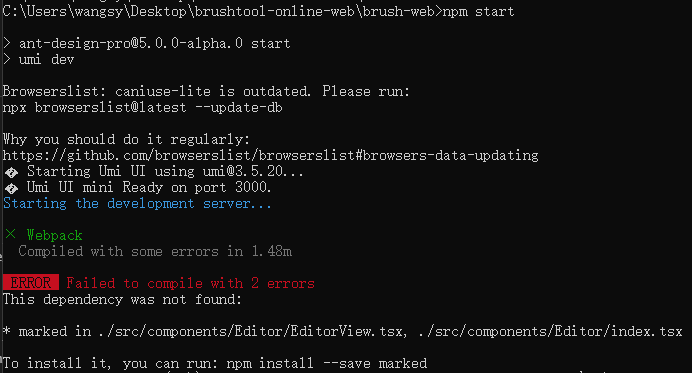 C:\Users\wangsy\Desktop\brushtool-online-web\brush-web>npm start
> ant-design-pro@5.0.0-alpha.0 start
> umi dev
Browserslist: caniuse-lite is outdated. Please run:
npx browserslist@latest --update-db
Why you should do it regularly:
https://github.com/browserslist/browserslist#browsers-data-updating
� Starting Umi UI using umi@3.5.20...
� Umi UI mini Ready on port 3000.
Starting the development server...
× Webpack
Compiled with some errors in 1.48m
ERROR Failed to compile with 2 errors
This dependency was not found:
* marked in ./src/components/Editor/EditorView.tsx, ./src/components/Editor/index.tsx
To install it, you can run: npm install --save marked